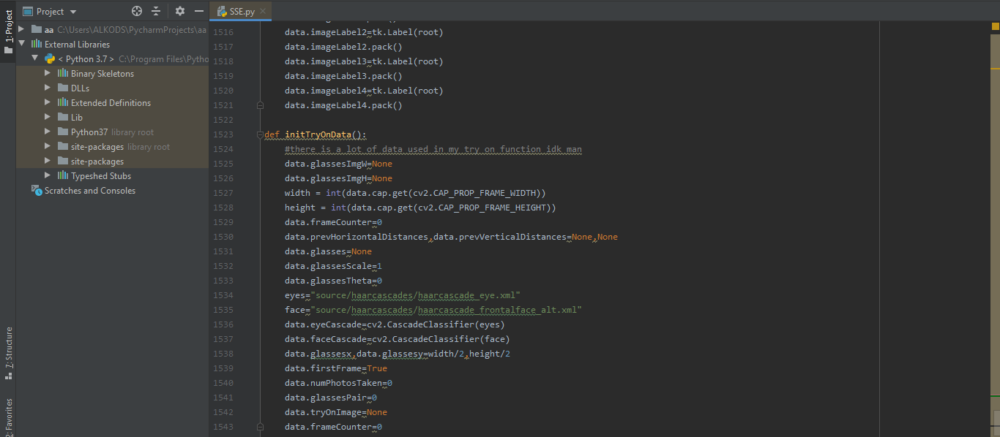 Project
SSE.py
1: Project
7: Structure
2: Favorites
aa C:\Users\ALKODS\PycharmProjects\aa
External Libraries
< Python 3.7 > C:\Program Files\Pytho
Binary Skeletons
DLLs
Extended Definitions
Lib
Python37 library root
site-packages library root
site-packages
Typeshed Stubs
Scratches and Consoles
1516 data.imageLabel2=tk.Label(root)
1517 data.imageLabel2.pack()
1518 data.imageLabel3=tk.Label(root)
1519 data.imageLabel3.pack()
1520 data.imageLabel4=tk.Label(root)
1521 data.imageLabel4.pack()
1522
1523 def initTryOnData():
1524 #there is a lot of data used in my try on function idk man
1525 data.glassesImgW=None
1526 data.glassesImgH=None
1527 width = int(data.cap.get(cv2.CAP_PROP_FRAME_WIDTH))
1528 height = int(data.cap.get(cv2.CAP_PROP_FRAME_HEIGHT))
1529 data.frameCounter=0
1530 data.prevHorizontalDistances,data.prevVerticalDistances=None,None
1531 data.glasses=None
1532 data.glassesScale=1
1533 data.glassesTheta=0
1534 eyes="source/haarcascades/haarcascade_eye.xml"
1535 face="source/haarcascades/haarcascade_frontalface_alt.xml"
1536 data.eyeCascade=cv2.CascadeClassifier(eyes)
1537 data.faceCascade=cv2.CascadeClassifier(face)
1538 data.glassesx,data.glassesy=width/2,height/2
1539 data.firstFrame=True
1540 data.numPhotosTaken=0
1541 data.glassesPair=0
1542 data.tryOnImage=None
1543 data.frameCounter=0